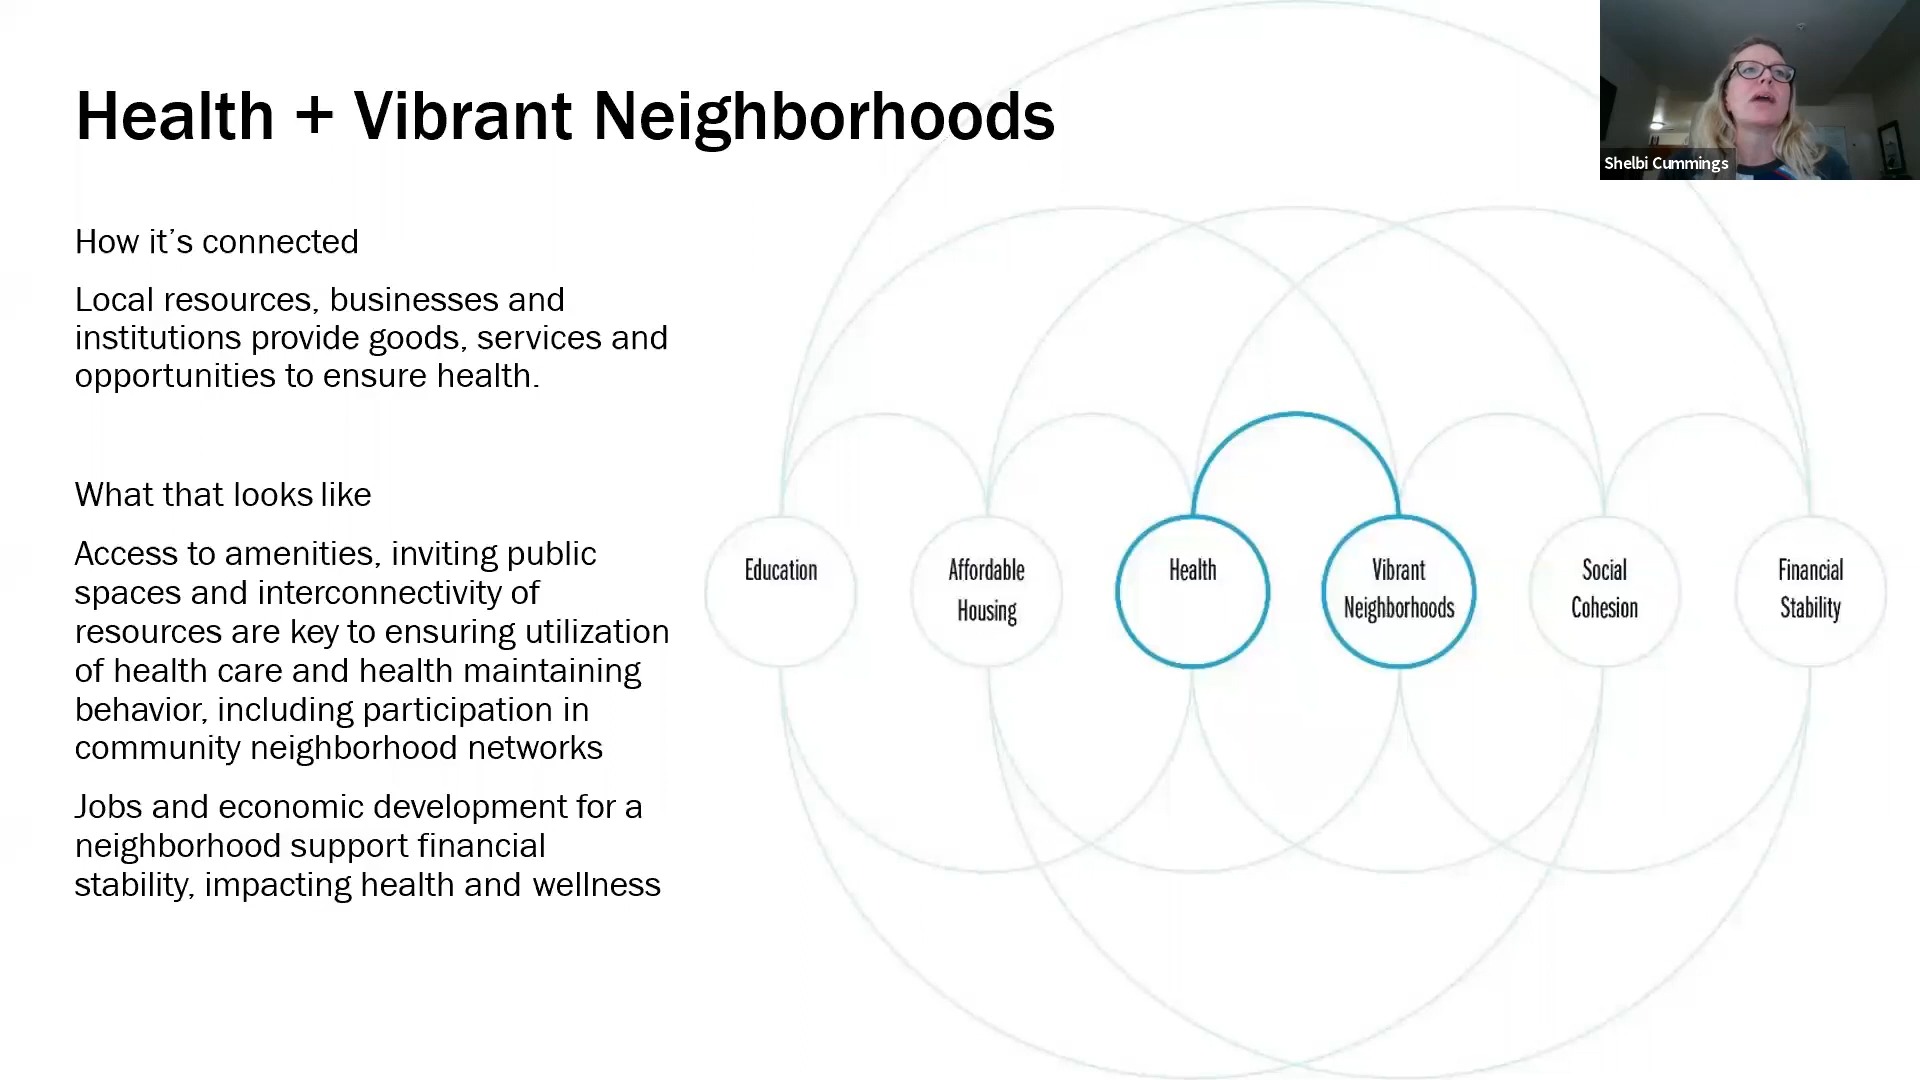 Health + Vibrant Neighborhoods
Shelbi Cummings
How it’s connected
Local resources, businesses and
institutions provide goods, services and
opportunities to ensure health.
What that looks like
Access to amenities, inviting public
spaces and interconnectivity of
resources are key to ensuring utilization
of health care and health maintaining
behavior, including participation in
community neighborhood networks
Jobs and economic development for a
neighborhood support financial
stability, impacting health and wellness
Education
Affordable
Housing
Health
Vibrant
Neighborhoods
Social
Cohesion
Financial
Stability